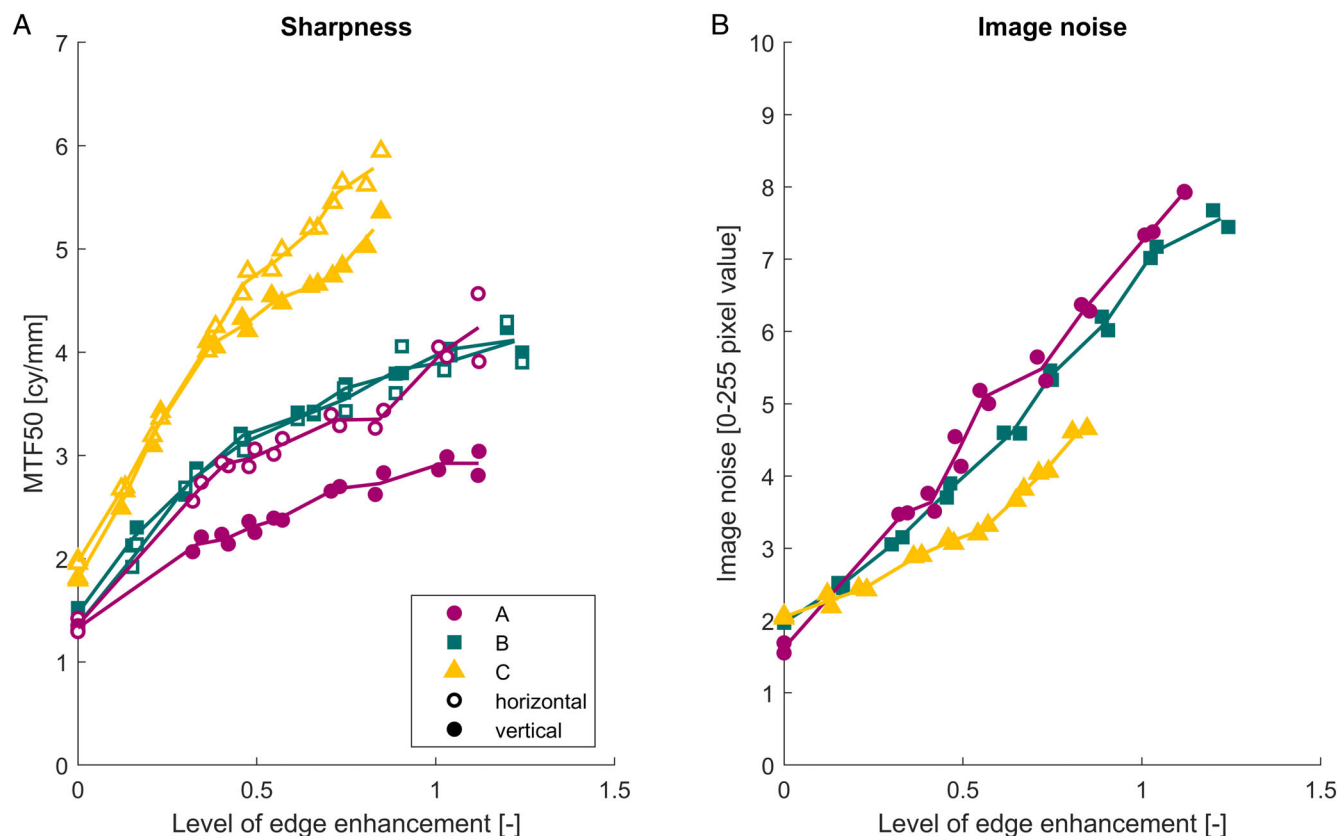 A
Sharpness
7
6
5
4
3
2
1
0
MTF50 [cy/mm]
0
0.5
1
1.5
Level of edge enhancement [-]
A
B
C
horizontal
vertical
B
Image noise
10
9
8
7
6
5
4
3
2
1
0
Image noise [0-255 pixel value]
0
0.5
1
1.5
Level of edge enhancement [-]